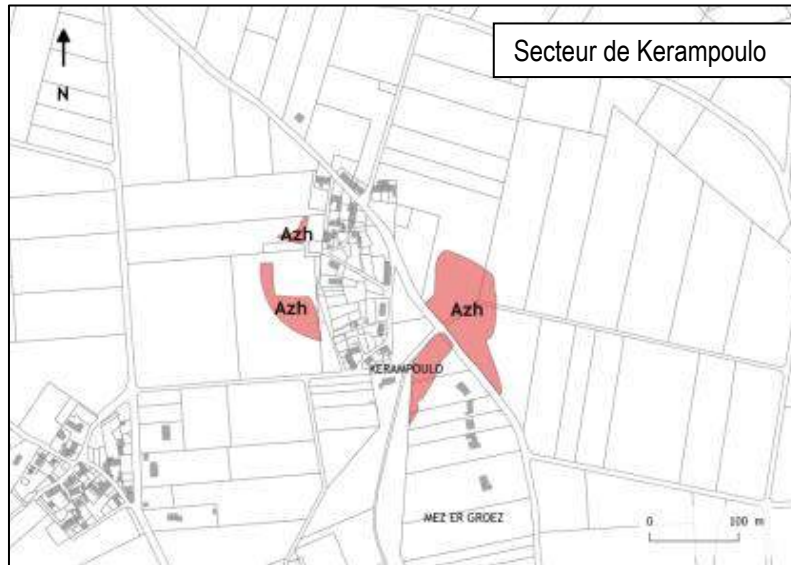 Secteur de Kerampoulo
N
Azh
Azh
Azh
KERAMPOULO
MEZ ER GROEZ
0 100 m